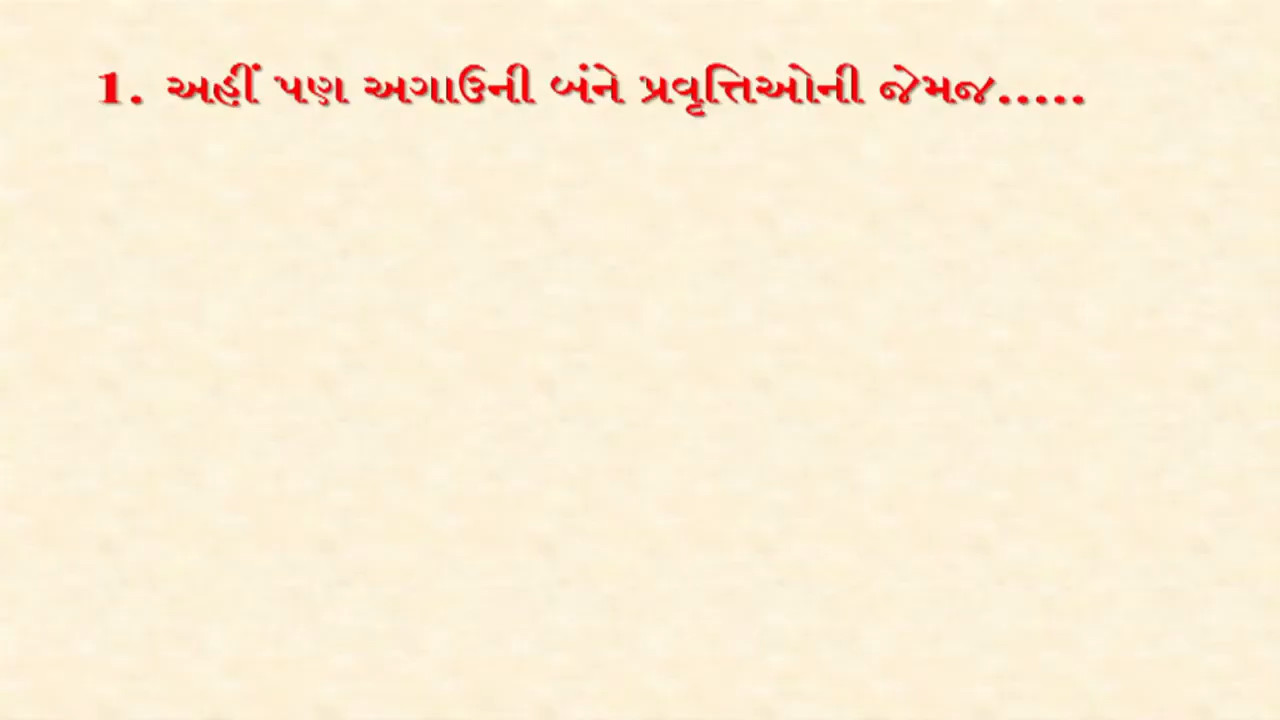 1. અહીં પણ અગાઉની બંને પ્રવૃત્તિઓની જેમજ.....